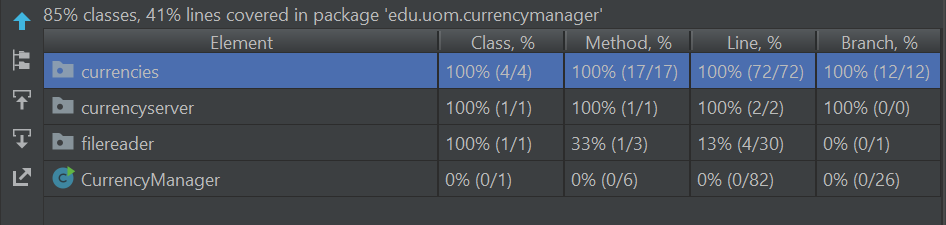 85% classes, 41% lines covered in package 'edu.uom.currencymanager'
Element Class, % Method, % Line, % Branch, %
currencies 100% (4/4) 100% (17/17) 100% (72/72) 100% (12/12)
currencyserver 100% (1/1) 100% (1/1) 100% (2/2) 100% (0/0)
filereader 100% (1/1) 33% (1/3) 13% (4/30) 0% (0/1)
C CurrencyManager 0% (0/1) 0% (0/6) 0% (0/82) 0% (0/26)